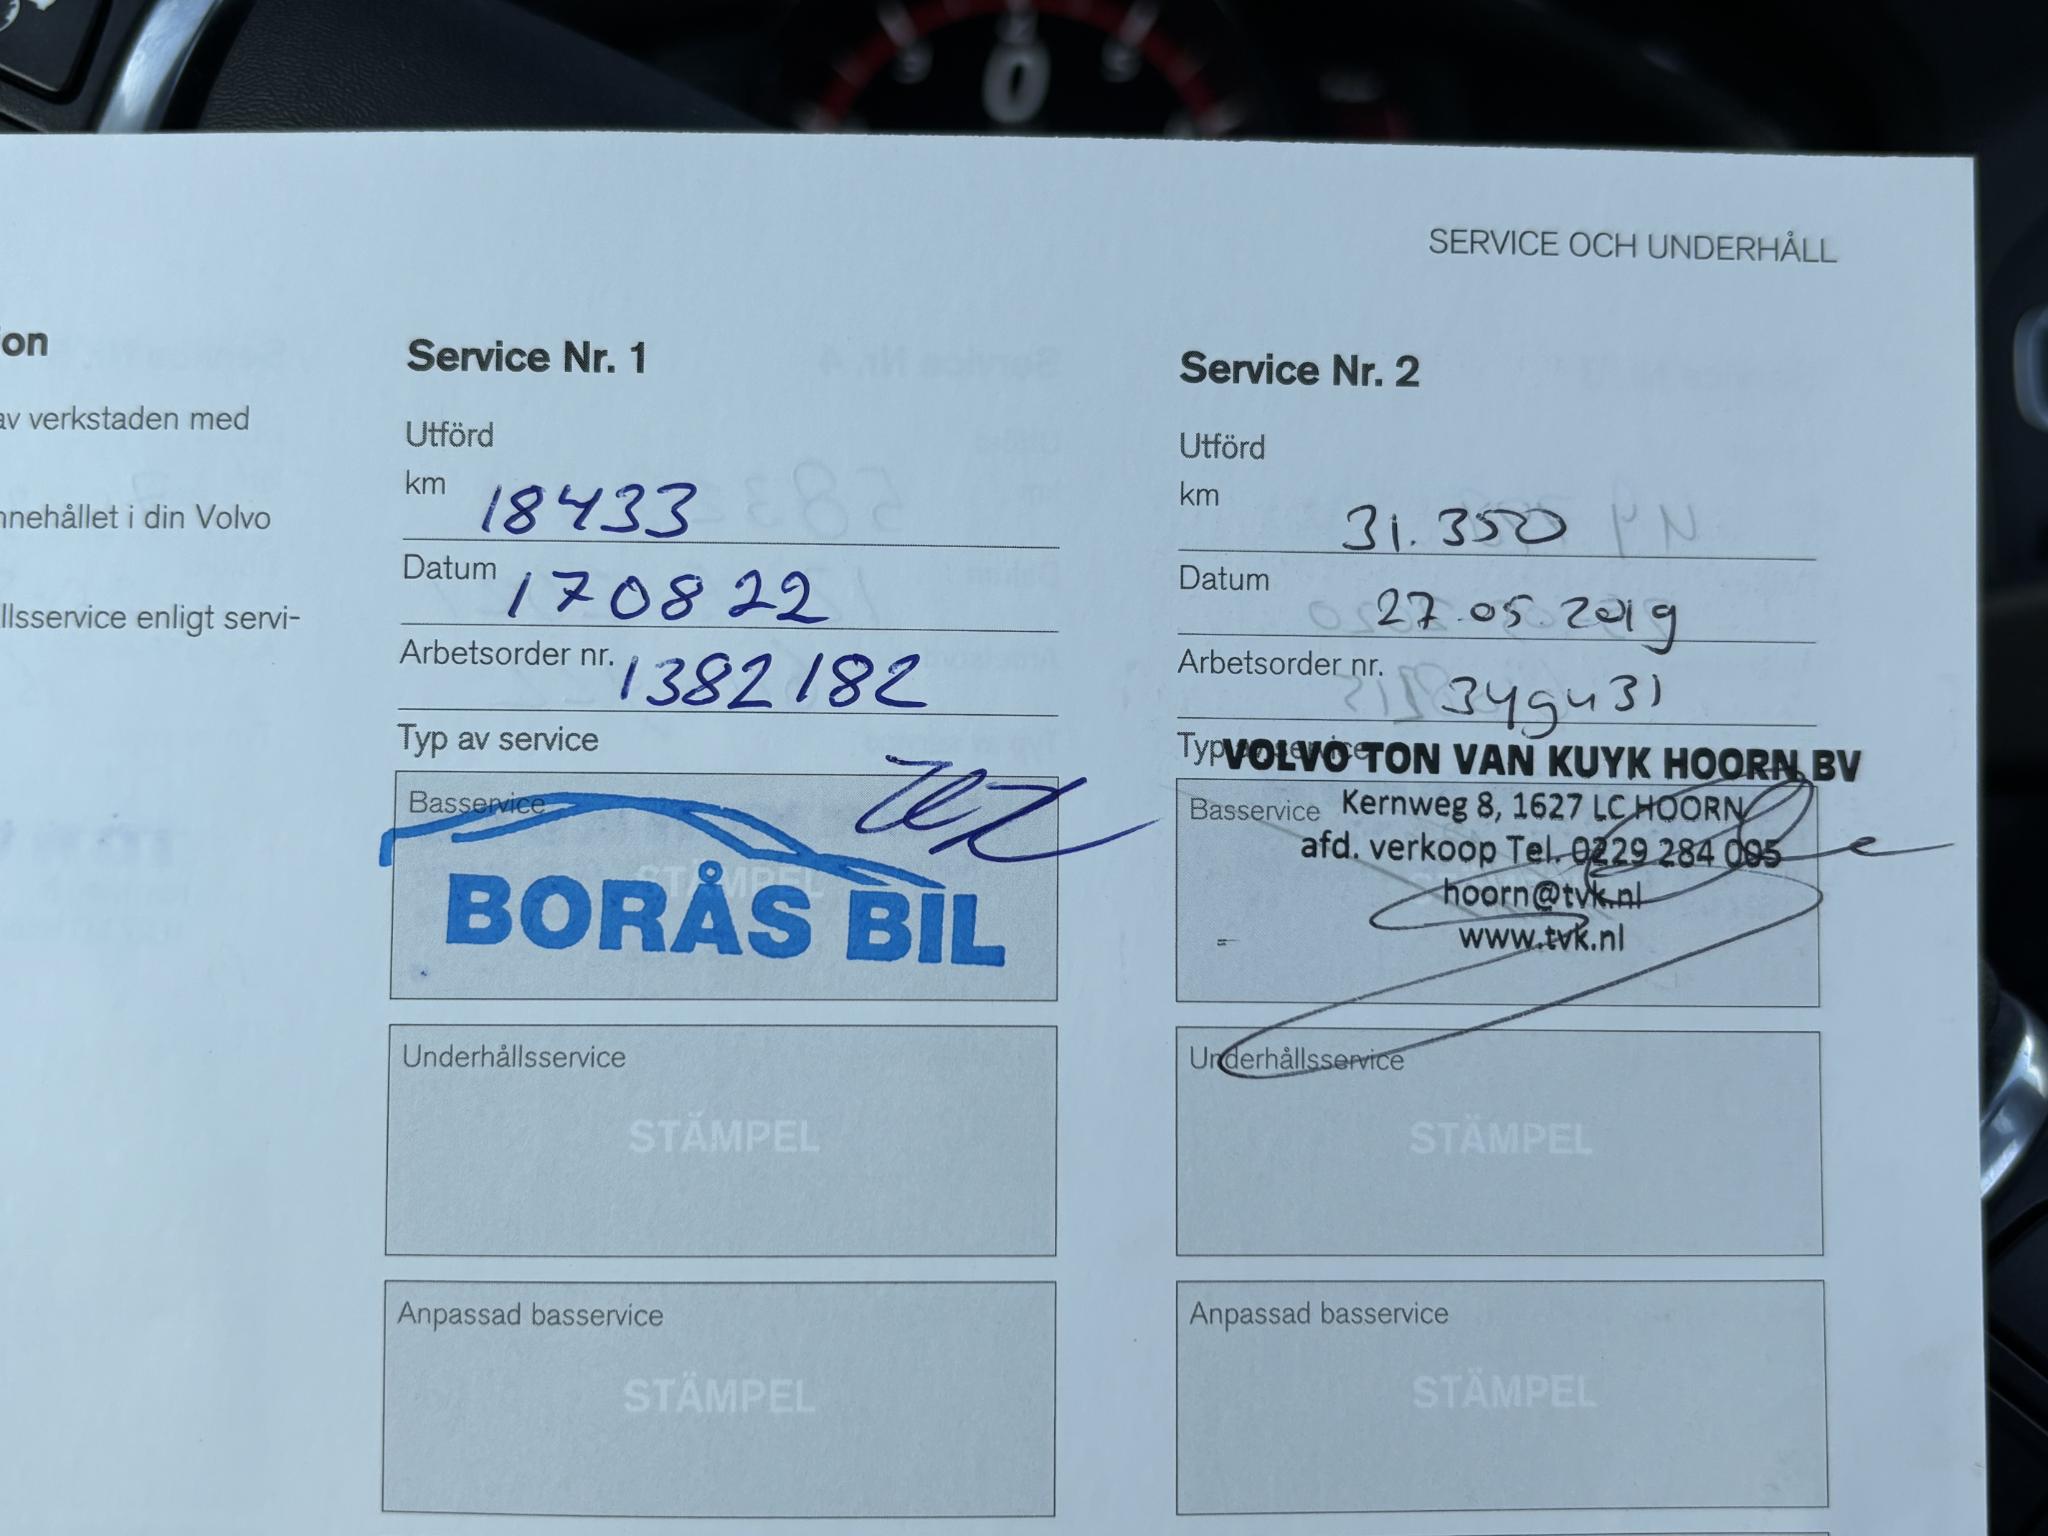 SERVICE OCH UNDERHÅLL
on
av verkstaden med
nnehållet i din Volvo
llsservice enligt servi-
Service Nr. 1
Utförd
km 18433
Datum 170822
Arbetsorder nr. 1382182
Typ av service
Basservice
STÄMPEL
BORÅS BIL
Underhållsservice
STÄMPEL
Anpassad basservice
STÄMPEL
Service Nr. 2
Utförd
km 31.350
Datum 27.05.2019
Arbetsorder nr. 349431
Typ av service
VOLVO TON VAN KUYK HOORN BV
Basservice
Kernweg 8, 1627 LC HOORN
afd. verkoop Tel. 0229 284 095
hoorn@tvk.nl
www.tvk.nl
Underhållsservice
STÄMPEL
Anpassad basservice
STÄMPEL